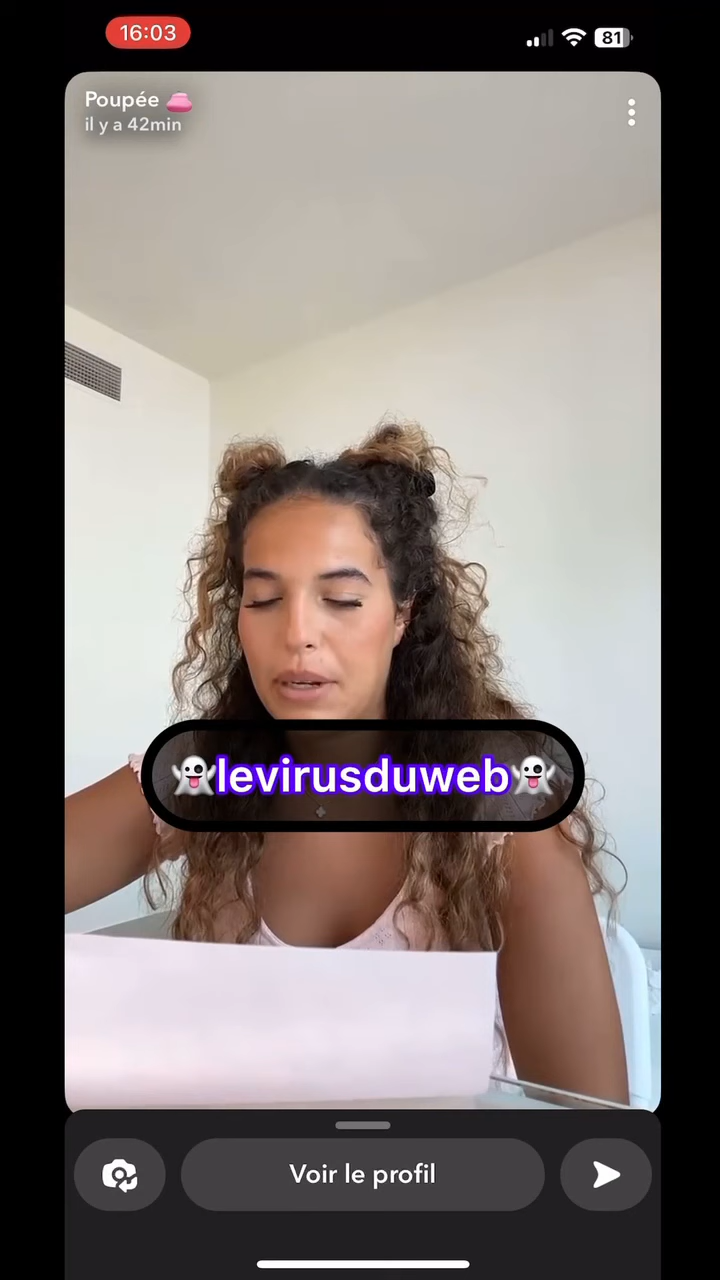 16:03
81
Poupée 👛
il y a 42min
👻levirusduweb👻
Voir le profil